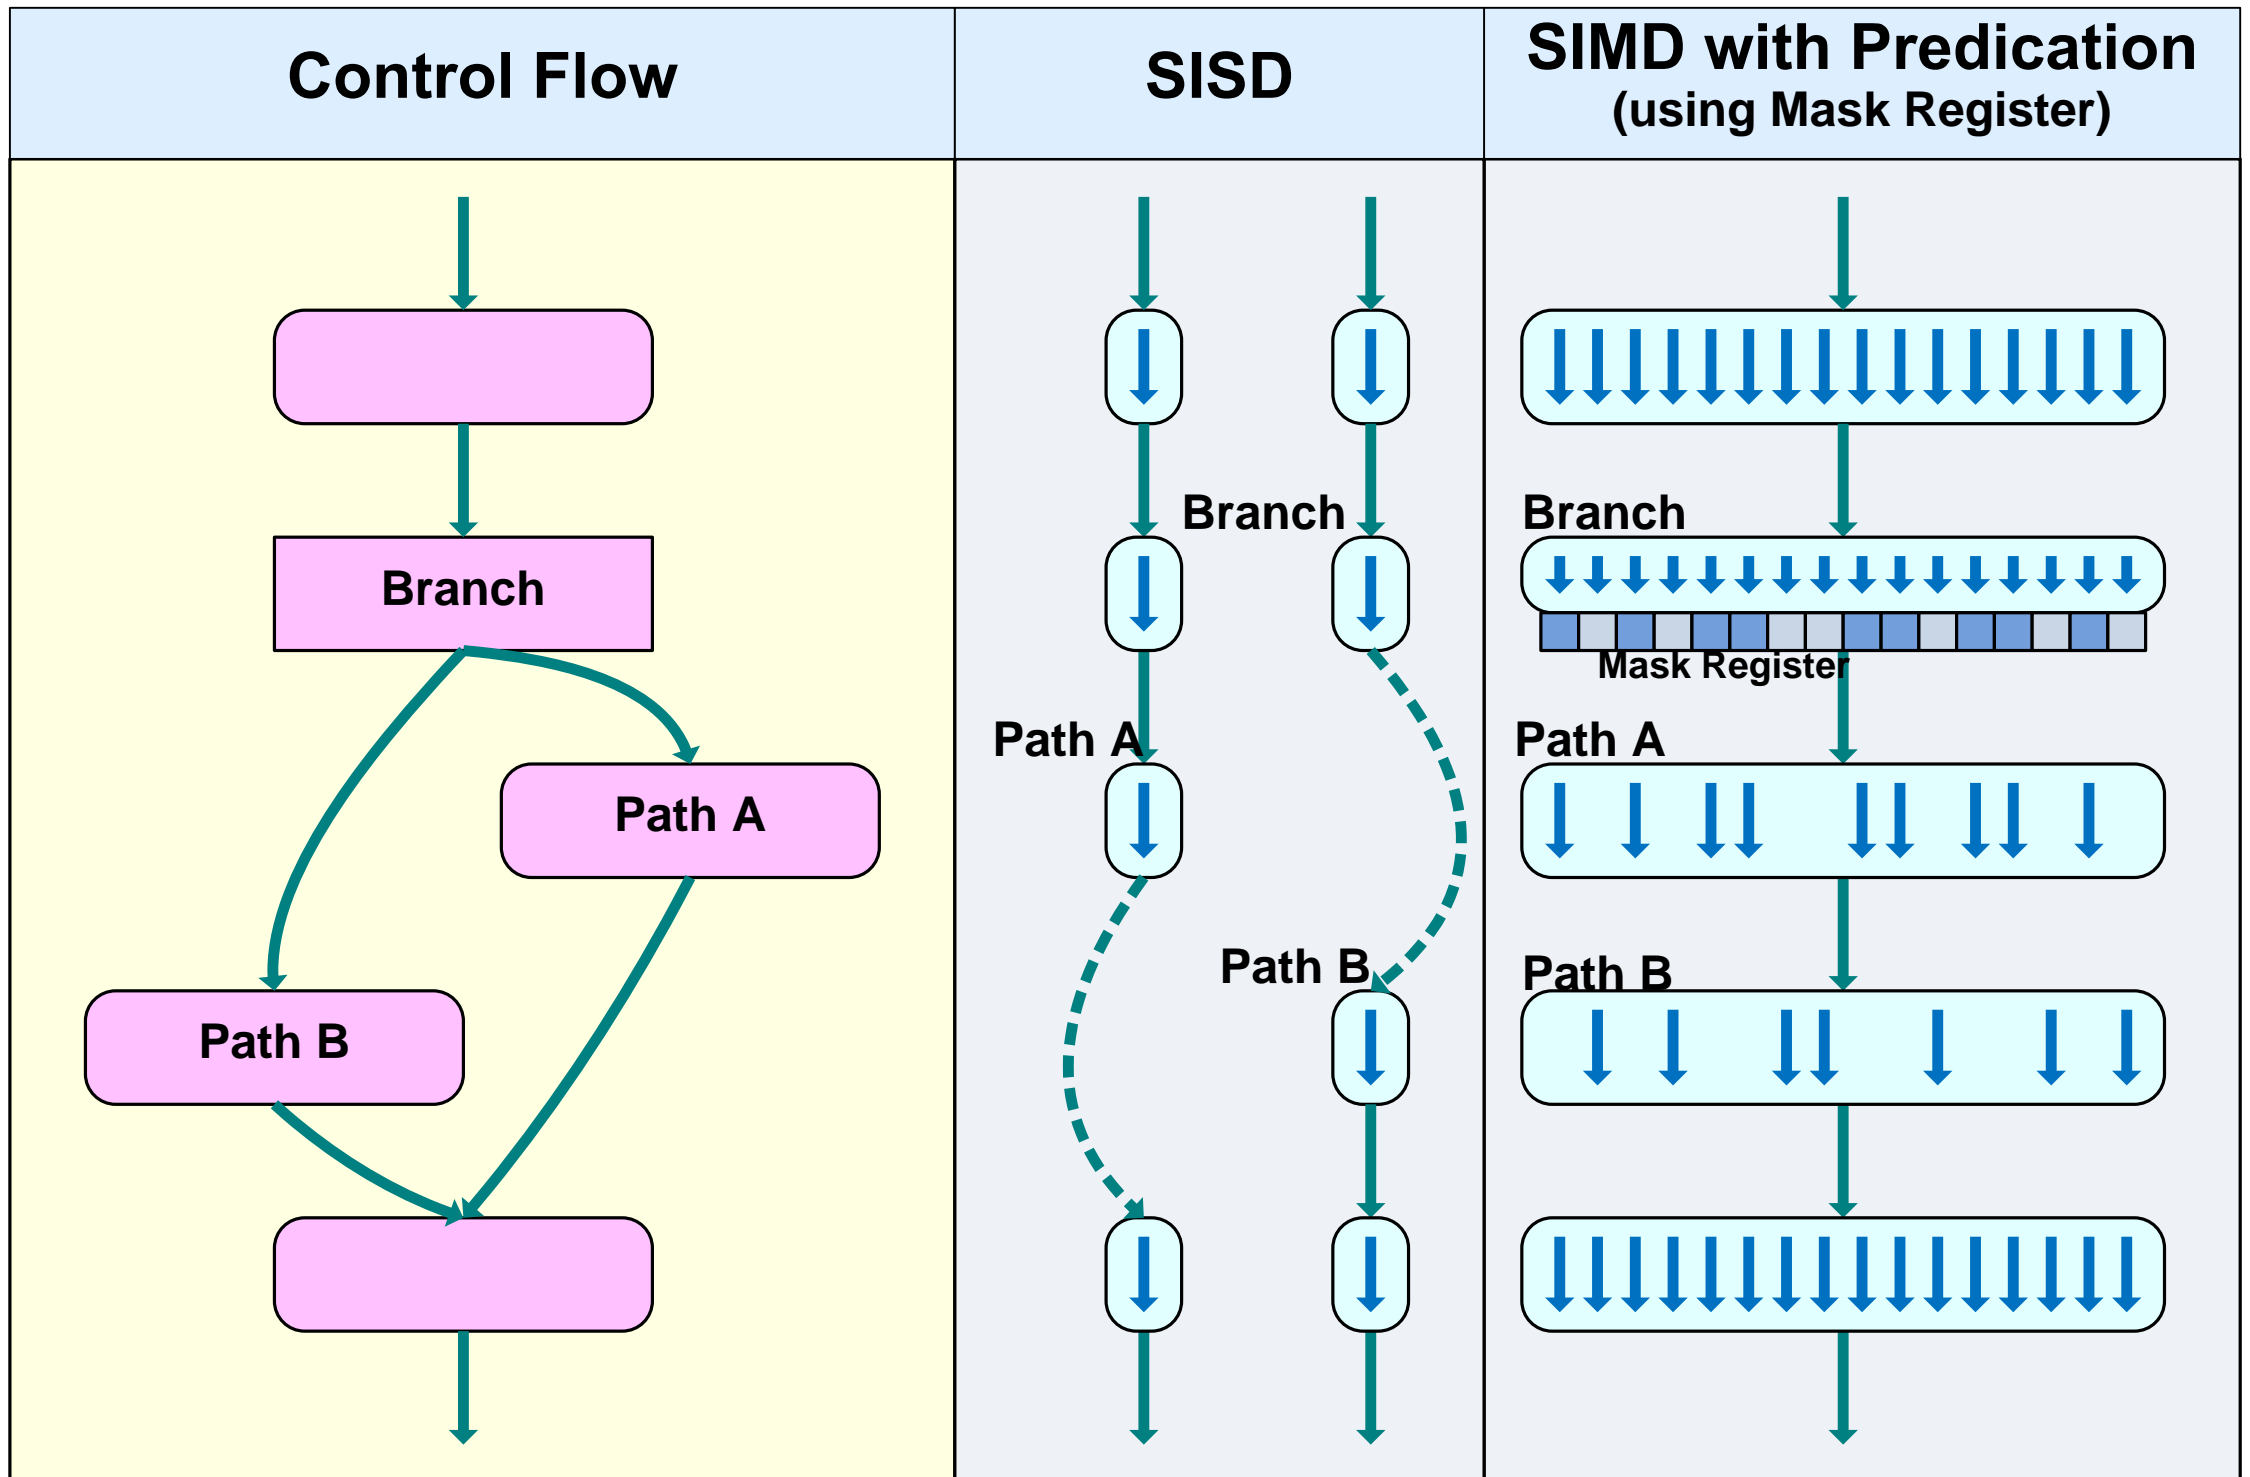 Control Flow
SISD
SIMD with Predication
(using Mask Register)
Branch
Path A
Path B
Branch
Path A
Path B
Branch
Mask Register
Path A
Path B